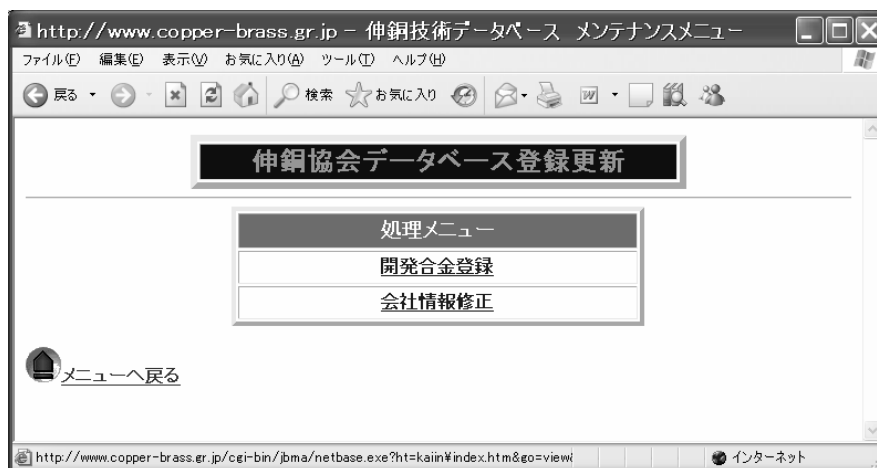 http://www.copper-brass.gr.jp - 伸銅技術データベース メンテナンスメニュー
ファイル(F) 編集(E) 表示(V) お気に入り(A) ツール(T) ヘルプ(H)
戻る 検索 お気に入り
伸銅協会データベース登録更新
処理メニュー
開発合金登録
会社情報修正
メニューへ戻る
http://www.copper-brass.gr.jp/cgi-bin/jbma/netbase.exe?ht=kaiin¥index.htm&go=view& インターネット